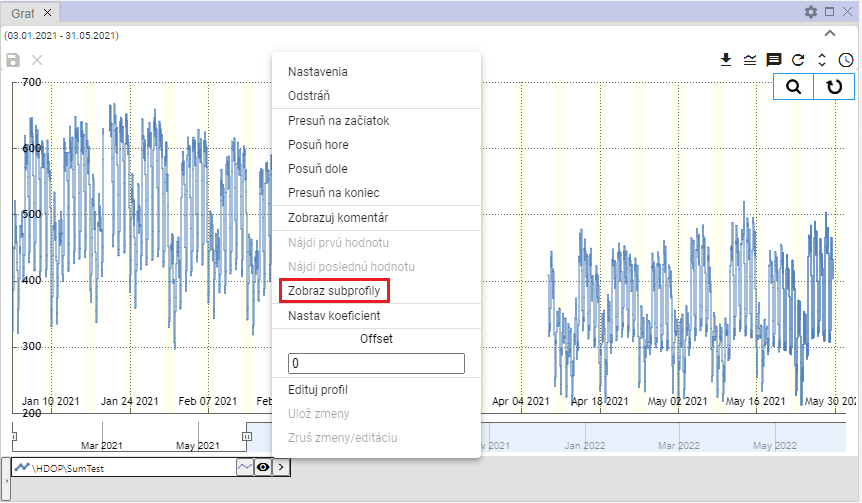 Graf
(03.01.2021 - 31.05.2021)
700
600
500
400
300
200
Nastavenia
Odstráň
Presuň na začiatok
Posuň hore
Posuň dole
Presuň na koniec
Zobrazuj komentár
Nájdi prvú hodnotu
Nájdi poslednú hodnotu
Zobraz subprofily
Nastav koeficient
Offset
0
Edituj profil
Ulož zmeny
Zruš zmeny/editáciu
Jan 10 2021 Jan 24 2021 Feb 07 2021 Feb Apr 04 2021 Apr 18 2021 May 02 2021 May 16 2021 May 30 202
Mar 2021 May 2021 2021 Jan 2022 Mar 2022 May 2022
\HDOP\SumTest